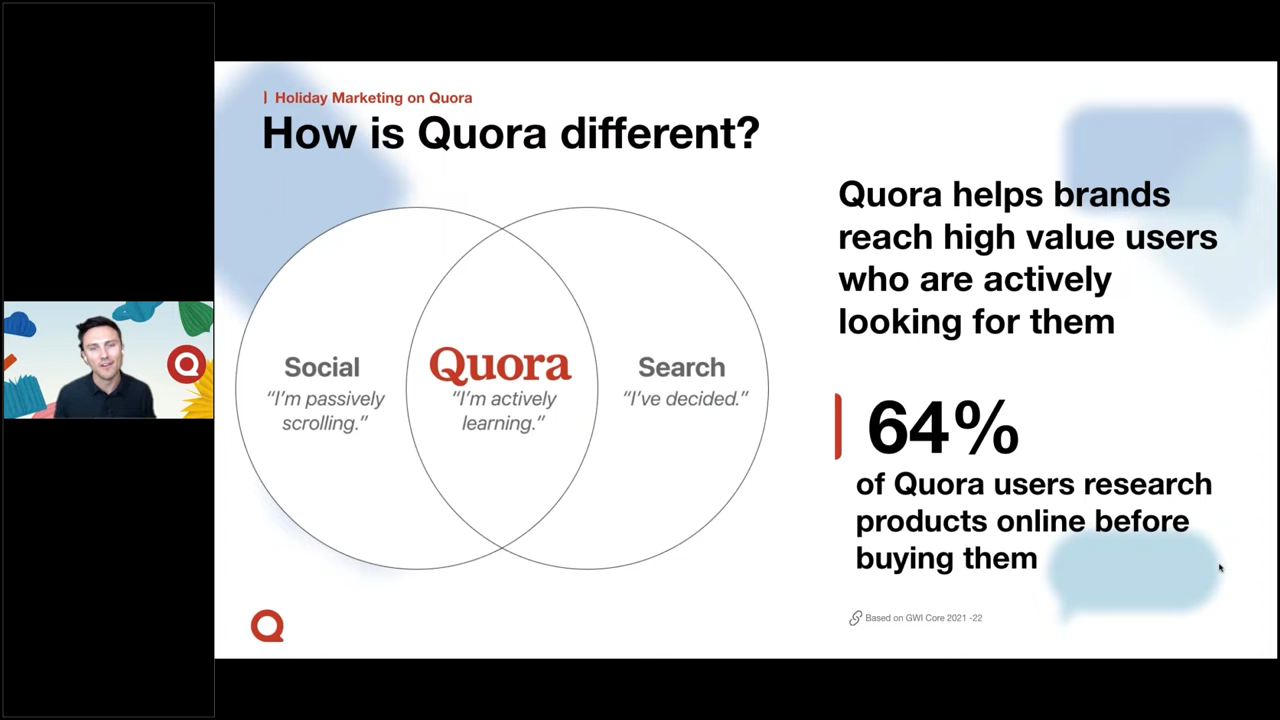 Holiday Marketing on Quora
How is Quora different?
Social
“I’m passively
scrolling.”
Quora
“I’m actively
learning.”
Search
“I’ve decided.”
Quora helps brands
reach high value users
who are actively
looking for them
64%
of Quora users research
products online before
buying them
Based on GWI Core 2021 -22
Q
Q